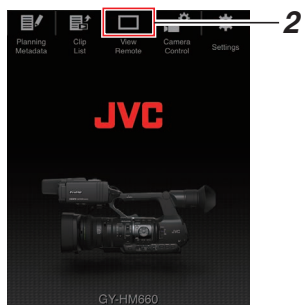 Planning
Metadata
Clip
List
View
Remote
Camera
Control
Settings
2
JVC
GY-HM660